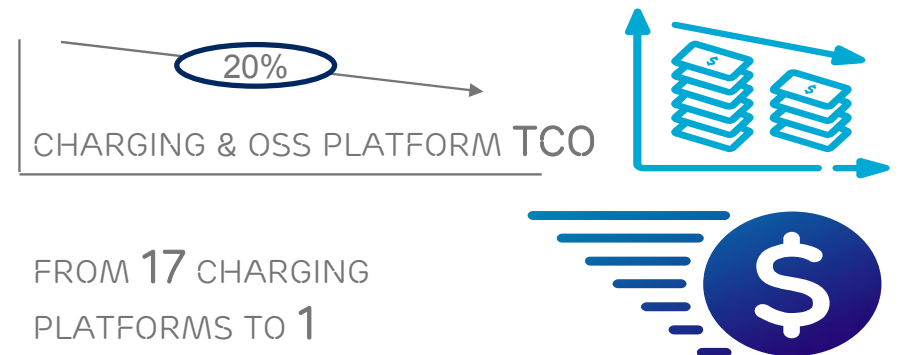 20%
CHARGING & OSS PLATFORM TCO
$ $
FROM 17 CHARGING
PLATFORMS TO 1
$